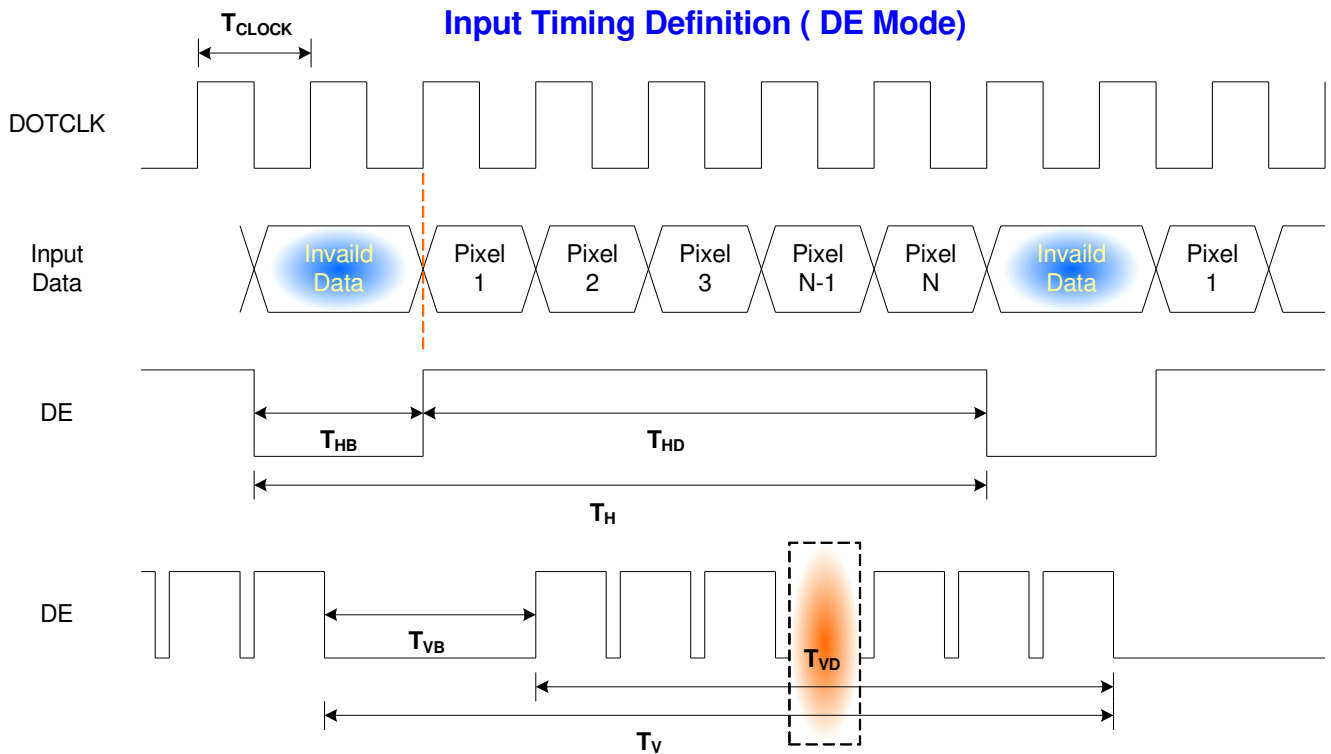 Input Timing Definition ( DE Mode)
TCLOCK
DOTCLK
Input
Data
Invaild
Data
Pixel
1
Pixel
2
Pixel
3
Pixel
N-1
Pixel
N
Invaild
Data
Pixel
1
DE
THB
THD
TH
DE
TVB
TVD
TV